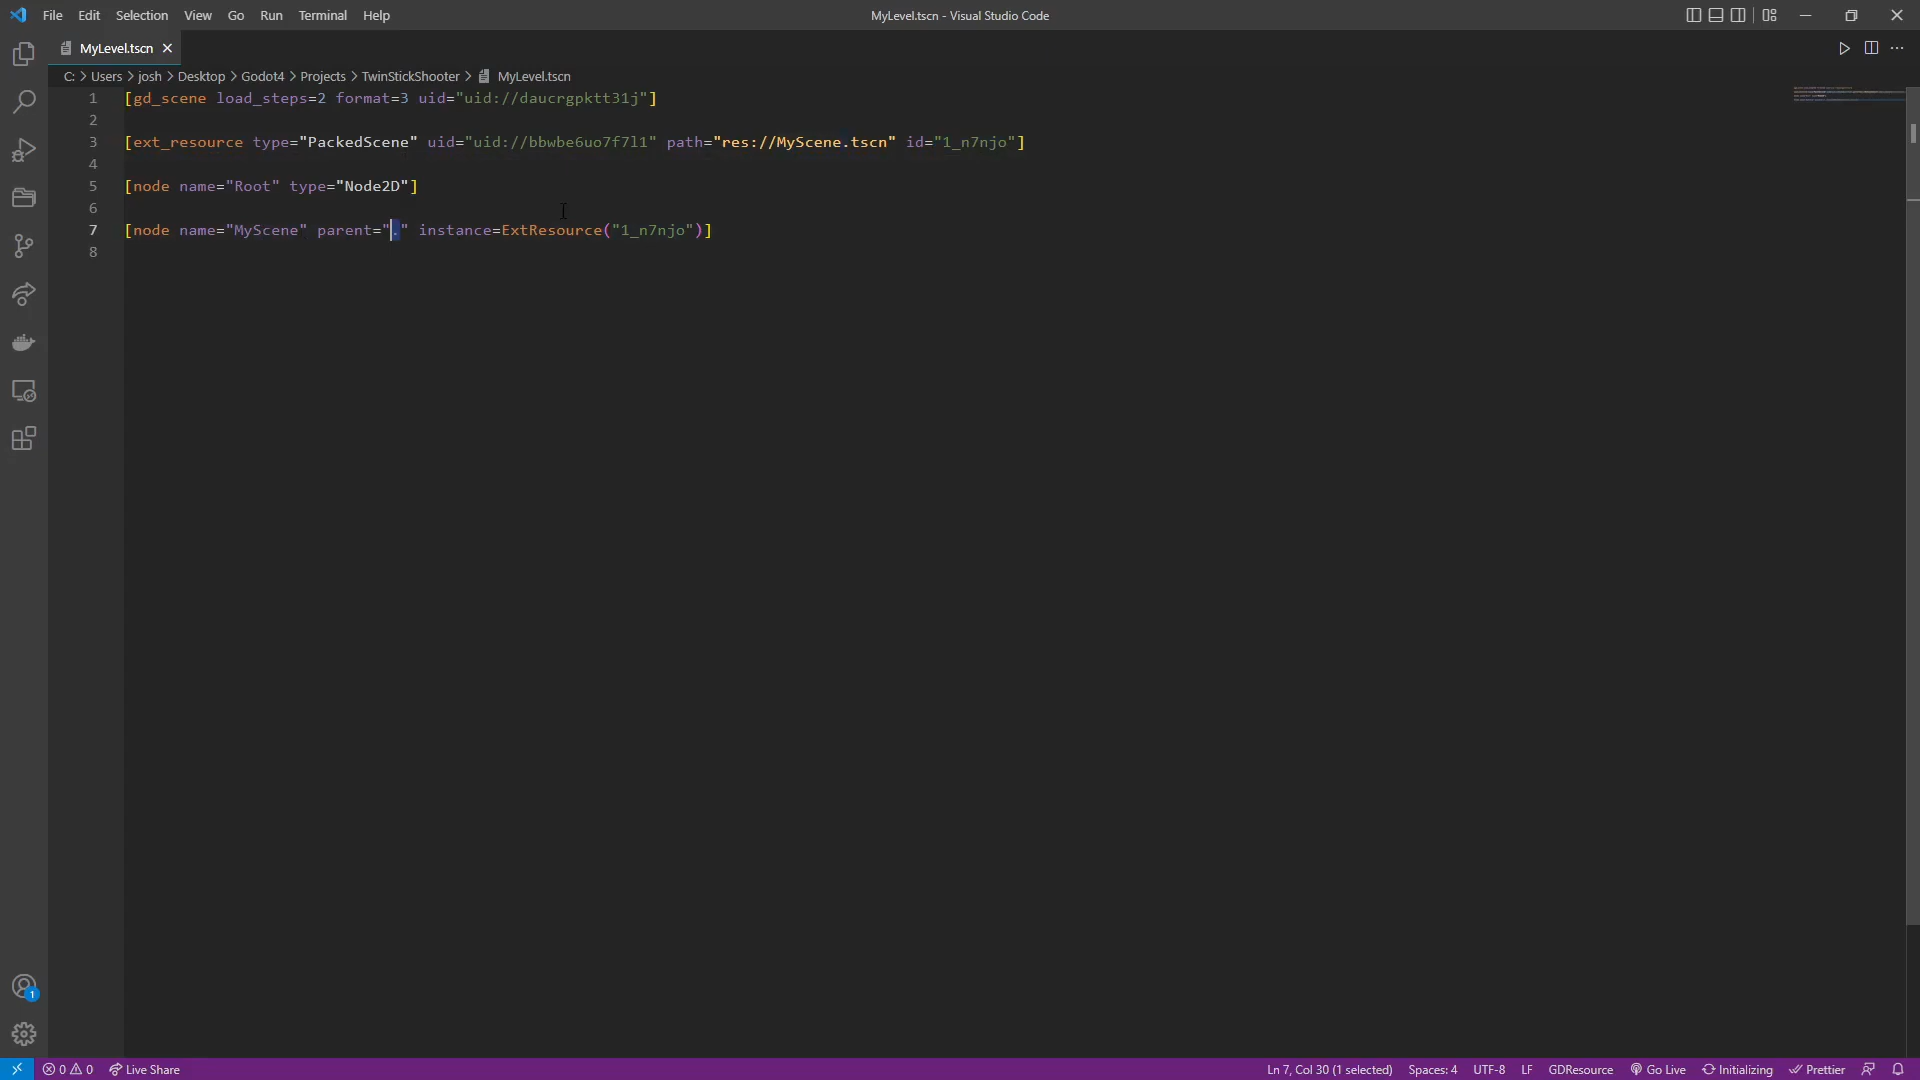 File Edit Selection View Go Run Terminal Help
MyLevel.tscn - Visual Studio Code
MyLevel.tscn
C: > Users > josh > Desktop > Godot4 > Projects > TwinStickShooter > MyLevel.tscn
1 [gd_scene load_steps=2 format=3 uid="uid://daucrgpktt31j"]
2
3 [ext_resource type="PackedScene" uid="uid://bbwbe6uo7f7l1" path="res://MyScene.tscn" id="1_n7njo"]
4
5 [node name="Root" type="Node2D"]
6
7 [node name="MyScene" parent="." instance=ExtResource("1_n7njo")]
8
1
0 0 Live Share Ln 7, Col 30 (1 selected) Spaces: 4 UTF-8 LF GDResource Go Live Initializing Prettier